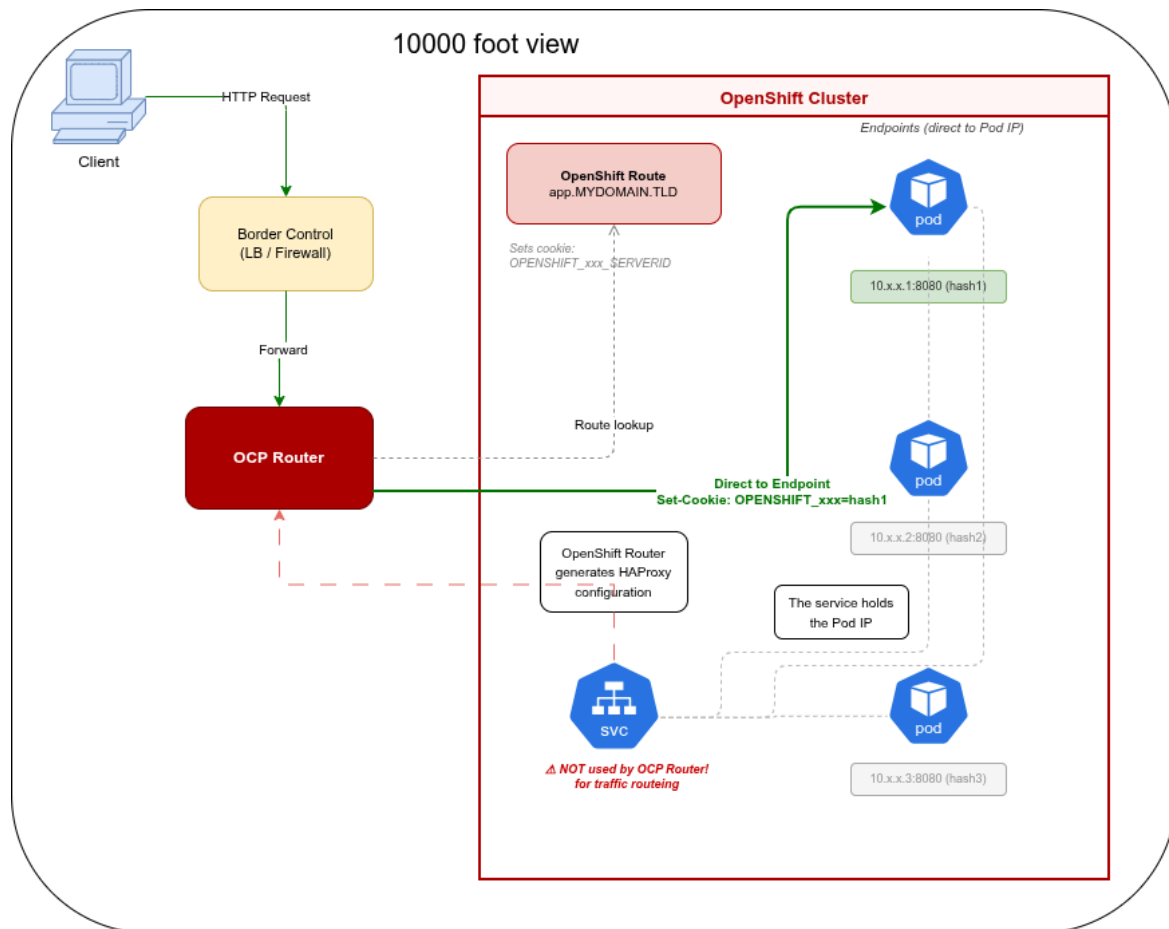 10000 foot view
HTTP Request
Client
Border Control
(LB / Firewall)
Forward
OCP Router
OpenShift Cluster
Endpoints (direct to Pod IP)
OpenShift Route
app.MYDOMAIN.TLD
Sets cookie:
OPENSHIFT_xxx_SERVERID
pod
10.x.x.1:8080 (hash1)
Route lookup
Direct to Endpoint
Set-Cookie: OPENSHIFT_xxx=hash1
pod
10.x.x.2:8080 (hash2)
OpenShift Router
generates HAProxy
configuration
The service holds
the Pod IP
svc
⚠ NOT used by OCP Router!
for traffic routeing
pod
10.x.x.3:8080 (hash3)